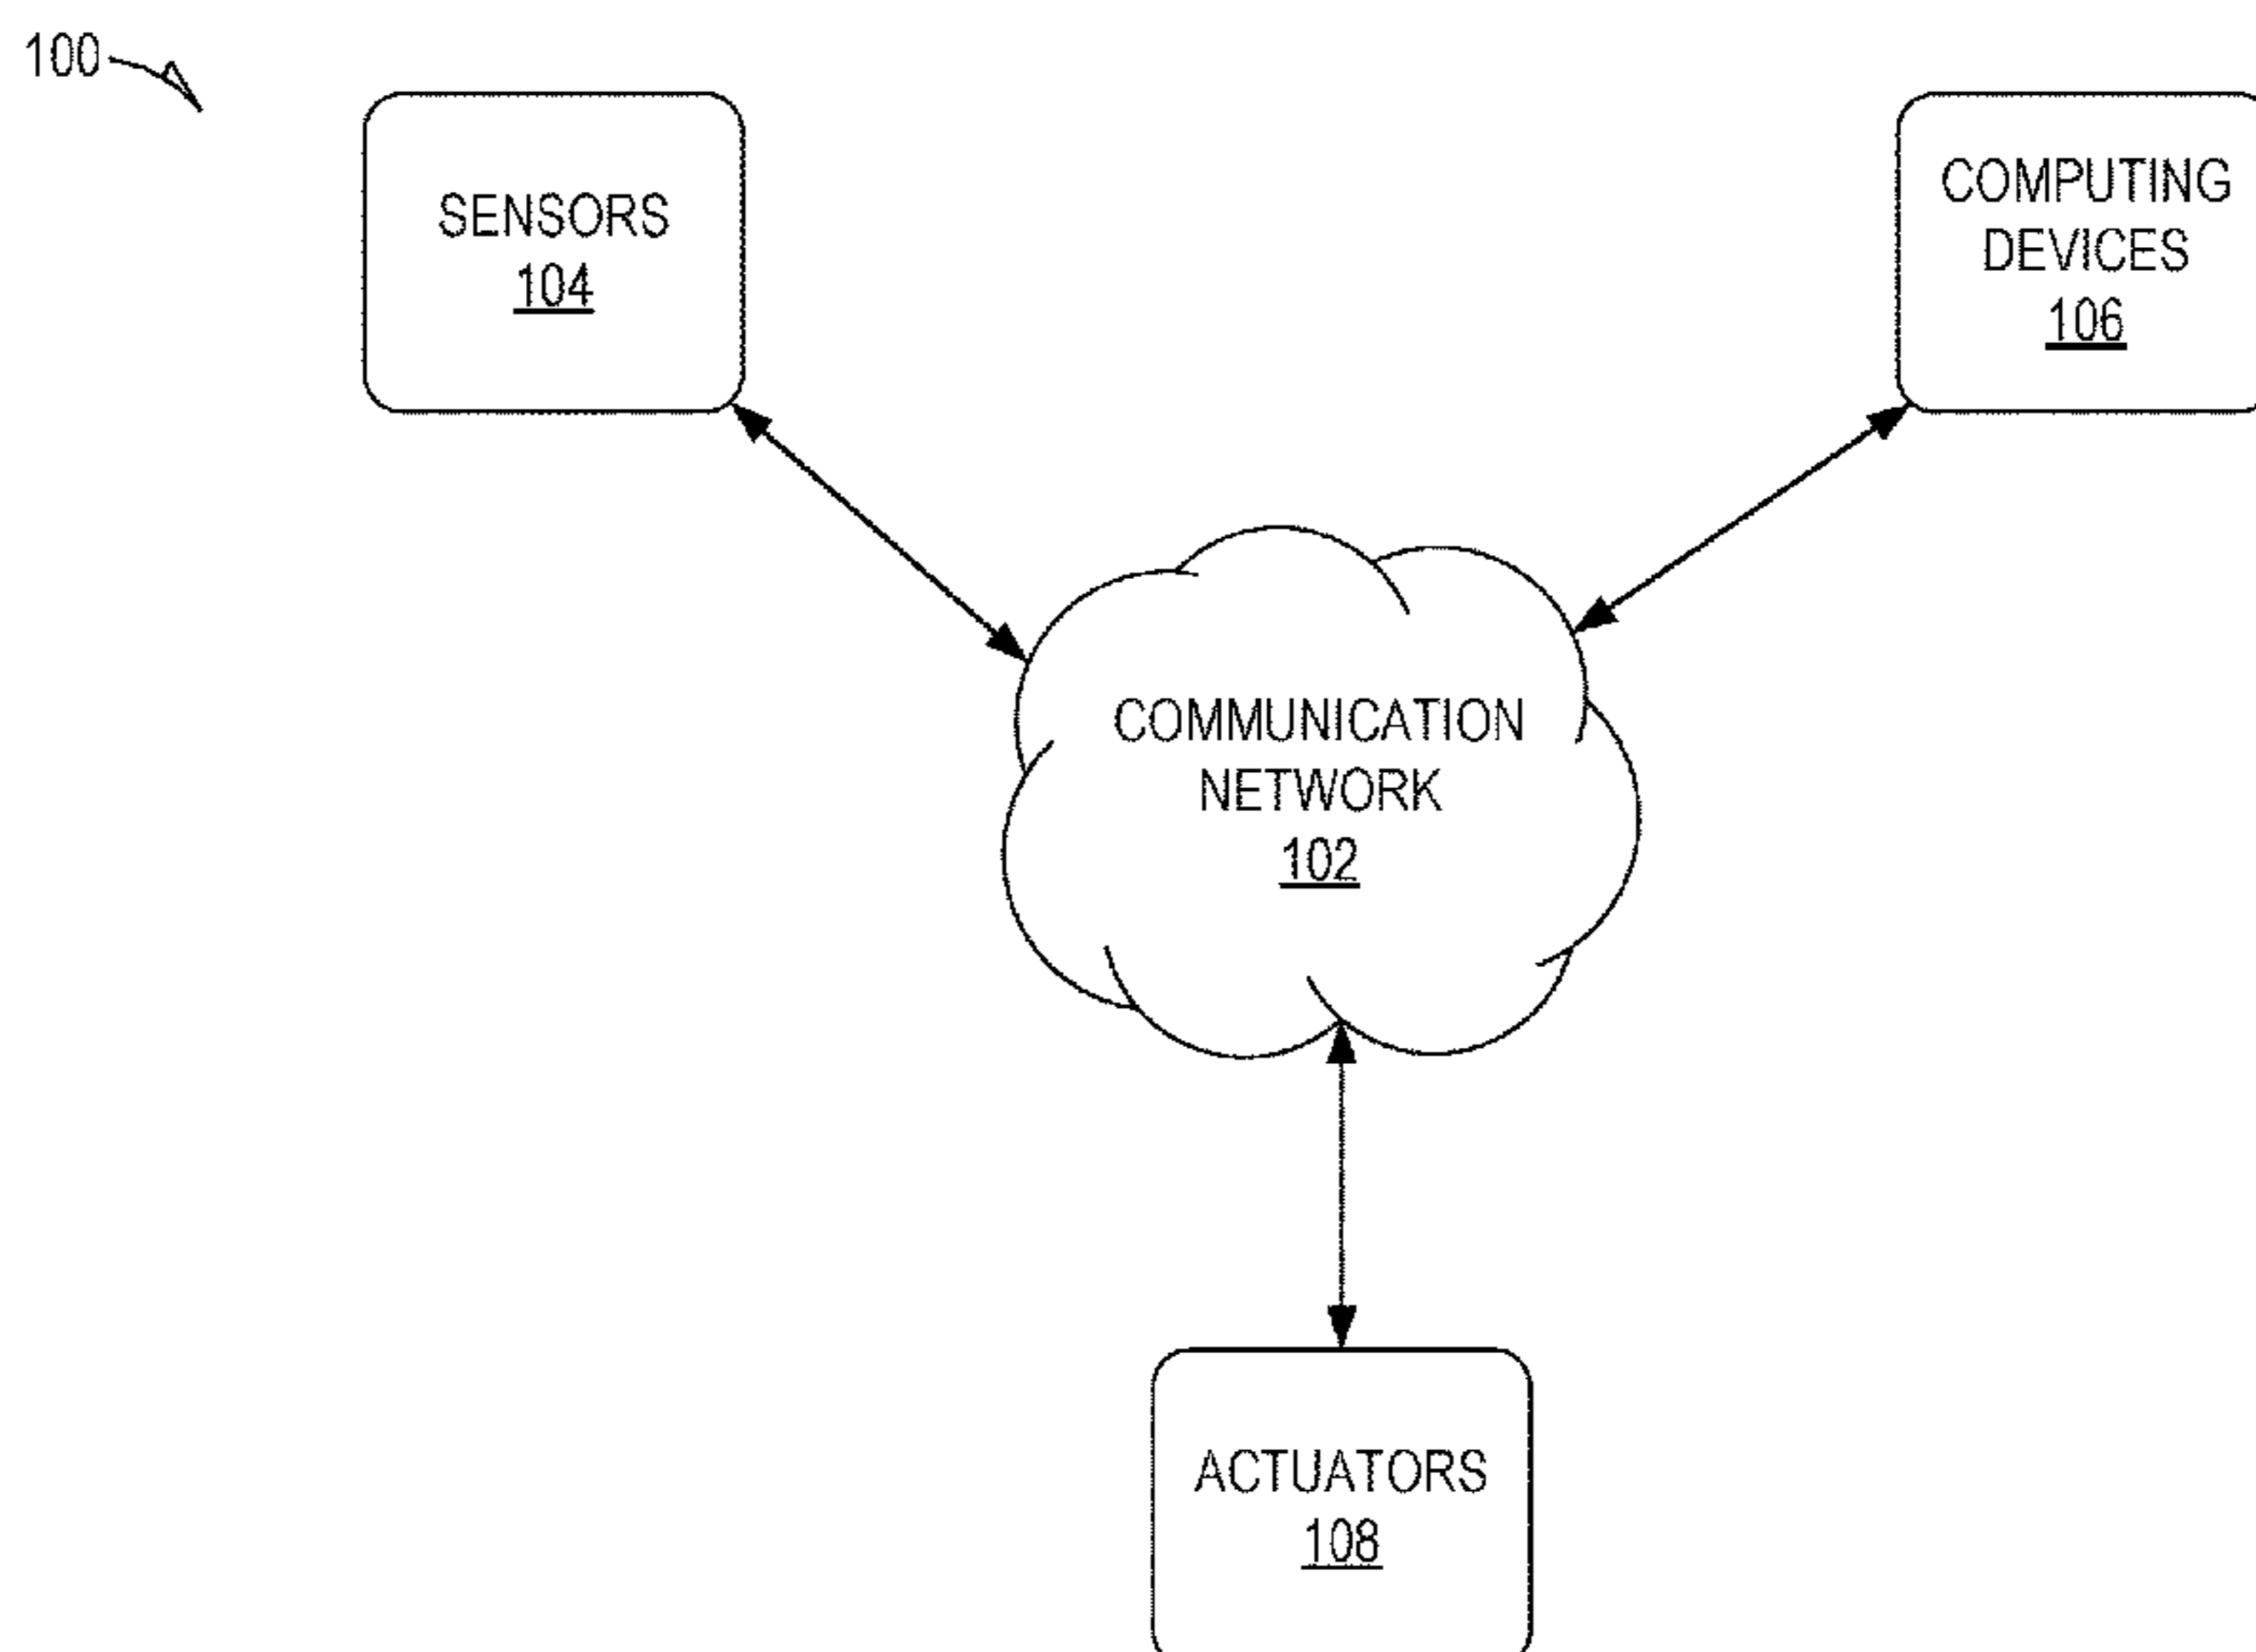 100
SENSORS
104
COMPUTING
DEVICES
106
COMMUNICATION
NETWORK
102
ACTUATORS
108